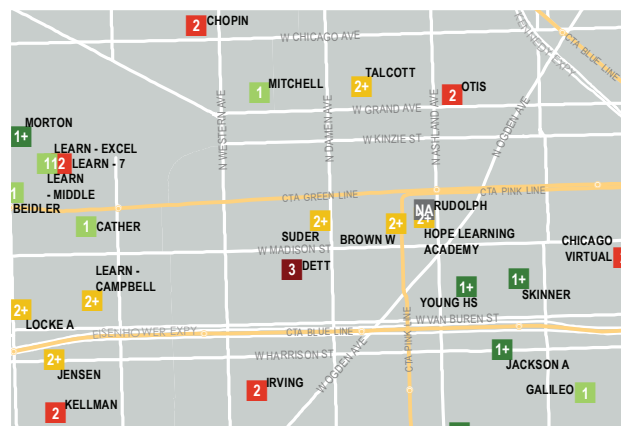 2 CHOPIN
W CHICAGO AVE
KENNEDY EXPY
CTA BLUE LINE
1 MITCHELL
2+ TALCOTT
2 OTIS
W GRAND AVE
N WESTERN AVE
N DAMEN AVE
N ASHLAND AVE
N OGDEN AVE
MORTON
1+
W KINZIE ST
LEARN - EXCEL
11 2 LEARN - 7
LEARN
- MIDDLE
1
BEIDLER
CTA GREEN LINE
CTA PINK LINE
NA RUDOLPH
2+
HOPE LEARNING
ACADEMY
1 CATHER
2+
SUDER
2+
BROWN W
W MADISON ST
CHICAGO
VIRTUAL
3 DETT
LEARN -
CAMPBELL
2+
1+
YOUNG HS
1+
SKINNER
2+
LOCKE A
W VAN BUREN ST
EISENHOWER EXPY
CTA BLUE LINE
W HARRISON ST
W OGDEN AVE
CTA PINK LINE
2+
JENSEN
1+
JACKSON A
2 IRVING
GALILEO 1
2 KELLMAN